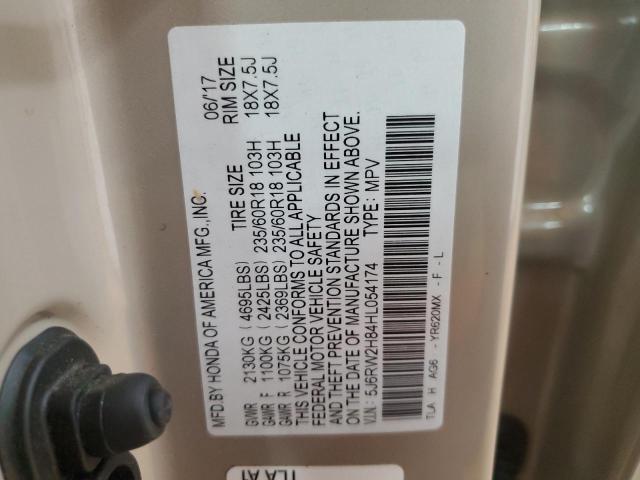 MFD.BY HONDA OF AMERICA MFG.,INC. 06/17
TIRE SIZE RIM SIZE
GVWR 2130KG (4695LBS)
GAWR F 1100KG (2425LBS) 235/60R18 103H 18X7.5J
GAWR R 1075KG (2369LBS) 235/60R18 103H 18X7.5J
THIS VEHICLE CONFORMS TO ALL APPLICABLE
FEDERAL MOTOR VEHICLE SAFETY
AND THEFT PREVENTION STANDARDS IN EFFECT
ON THE DATE OF MANUFACTURE SHOWN ABOVE.
V.I.N.: 5J6RW2H84HL054174 TYPE: MPV
TLA H AG6 - YR620MX - F - L